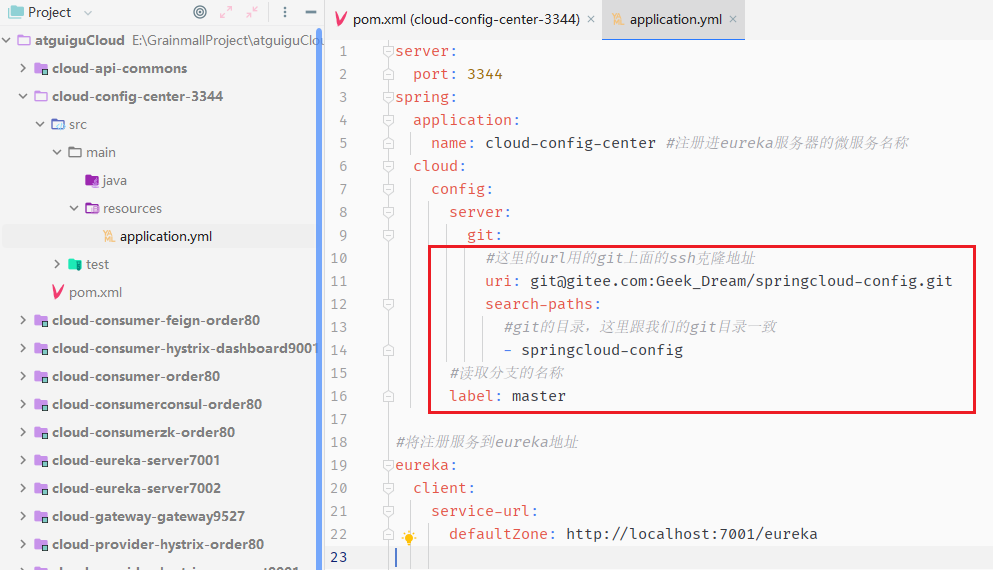 Project
atguiguCloud E:\GrainmallProject\atguiguClou
cloud-api-commons
cloud-config-center-3344
src
main
java
resources
application.yml
test
pom.xml
cloud-consumer-feign-order80
cloud-consumer-hystrix-dashboard9001
cloud-consumer-order80
cloud-consumerconsul-order80
cloud-consumerzk-order80
cloud-eureka-server7001
cloud-eureka-server7002
cloud-gateway-gateway9527
cloud-provider-hystrix-order80
pom.xml (cloud-config-center-3344)
application.yml
1 server:
2 port: 3344
3 spring:
4 application:
5 name: cloud-config-center #注册进eureka服务器的微服务名称
6 cloud:
7 config:
8 server:
9 git:
10 #这里的url用的git上面的ssh克隆地址
11 uri: git@gitee.com:Geek_Dream/springcloud-config.git
12 search-paths:
13 #git的目录，这里跟我们的git目录一致
14 - springcloud-config
15 #读取分支的名称
16 label: master
17
18 #将注册服务到eureka地址
19 eureka:
20 client:
21 service-url:
22 defaultZone: http://localhost:7001/eureka
23